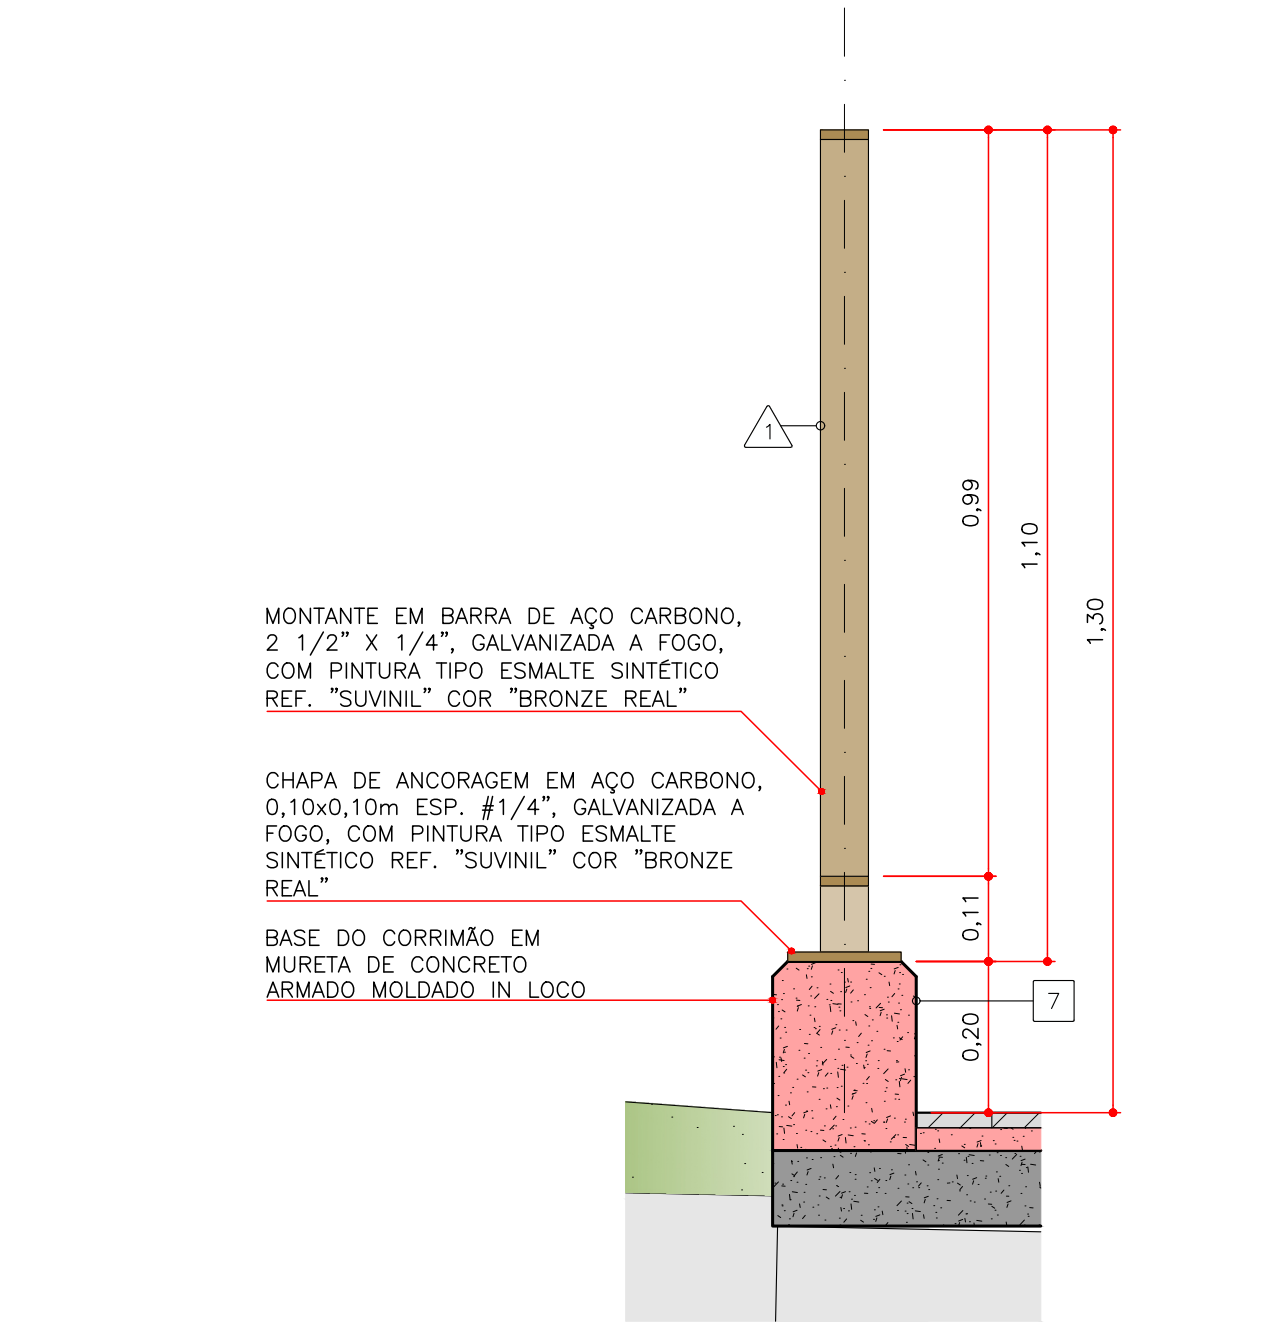 1
0,99
1,10
1,30
MONTANTE EM BARRA DE AÇO CARBONO,
2 1/2” X 1/4”, GALVANIZADA A FOGO,
COM PINTURA TIPO ESMALTE SINTÉTICO
REF. ”SUVINIL” COR ”BRONZE REAL”
CHAPA DE ANCORAGEM EM AÇO CARBONO,
0,10x0,10m ESP. #1/4”, GALVANIZADA A
FOGO, COM PINTURA TIPO ESMALTE
SINTÉTICO REF. ”SUVINIL” COR ”BRONZE
REAL”
0,11
BASE DO CORRIMÃO EM
MURETA DE CONCRETO
ARMADO MOLDADO IN LOCO
7
0,20